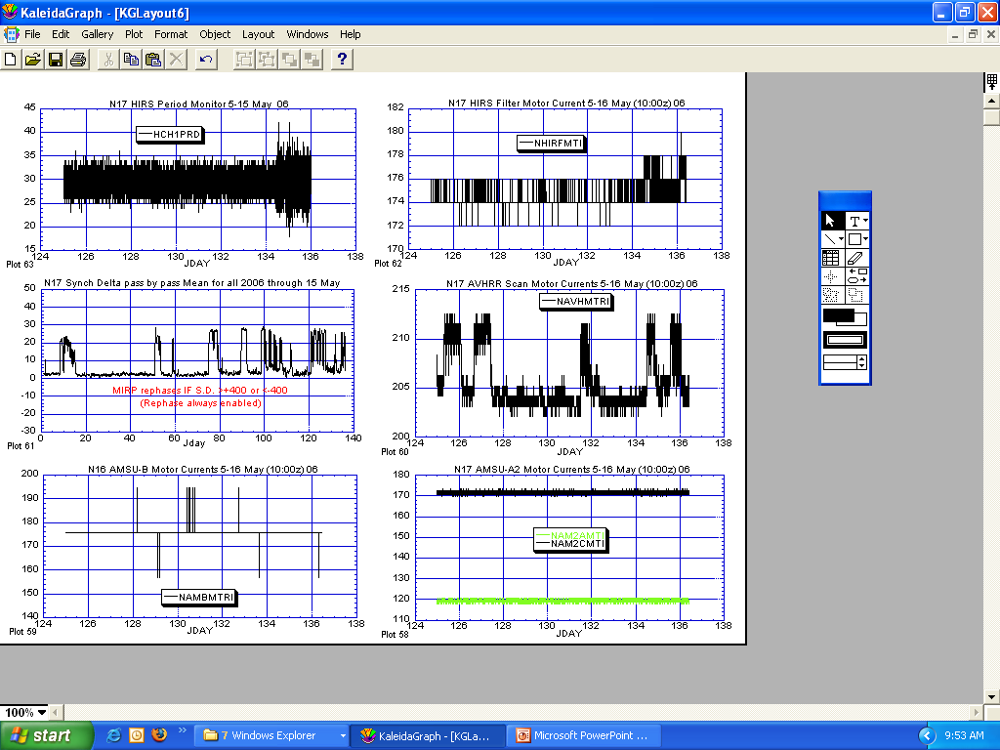 KaleidaGraph - [KGLayout6]
File Edit Gallery Plot Format Object Layout Windows Help
N17 HIRS Period Monitor 5-15 May 06
45
40
35
30
25
20
15
HCH1PRD
124 126 128 130 132 134 136 138
JDAY
Plot 63
N17 HIRS Filter Motor Current 5-16 May (10:00z) 06
182
180
178
176
174
172
170
NHIRFMTI
124 126 128 130 132 134 136 138
JDAY
Plot 62
N17 Synch Delta pass by pass Mean for all 2006 through 15 May
50
40
30
20
10
0
-10
-20
-30
MIRP rephases IF S.D. >+400 or <-400
(Rephase always enabled)
0 20 40 60 80 100 120 140
Jday
Plot 61
N17 AVHRR Scan Motor Currents 5-16 May (10:00z) 06
215
210
205
200
NAVHMTRI
124 126 128 130 132 134 136 138
JDAY
Plot 60
N16 AMSU-B Motor Currents 5-16 May (10:00z) 06
200
190
180
170
160
150
140
NAMBMTRI
124 126 128 130 132 134 136 138
JDAY
Plot 59
N17 AMSU-A2 Motor Currents 5-16 May (10:00z) 06
180
170
160
150
140
130
120
110
NAM2AMTI
NAM2CMTI
124 126 128 130 132 134 136 138
JDAY
Plot 58
T
100%
start
7 Windows Explorer
KaleidaGraph - [KGLa...
Microsoft PowerPoint ...
9:53 AM